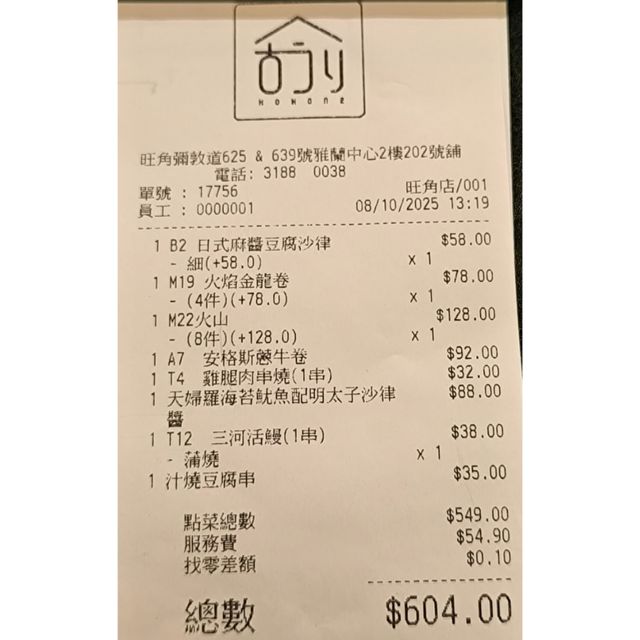 古うり
KOHONE
旺角彌敦道625 & 639號雅蘭中心2樓202號舖
電話: 3188 0038
單號 : 17756 旺角店/001
員工 : 0000001 08/10/2025 13:19
1 B2 日式麻醬豆腐沙律 $58.00
- 細(+58.0) x 1
1 M19 火焰金龍卷 $78.00
- (4件)(+78.0) x 1
1 M22火山 $128.00
- (8件)(+128.0) x 1
1 A7 安格斯蔥牛卷 $92.00
1 T4 雞腿肉串燒(1串) $32.00
1 天婦羅海苔魷魚配明太子沙律 $88.00
醬
1 T12 三河活鰻(1串) $38.00
- 蒲燒 x 1
1 汁燒豆腐串 $35.00
點菜總數 $549.00
服務費 $54.90
找零差額 $0.10
總數 $604.00